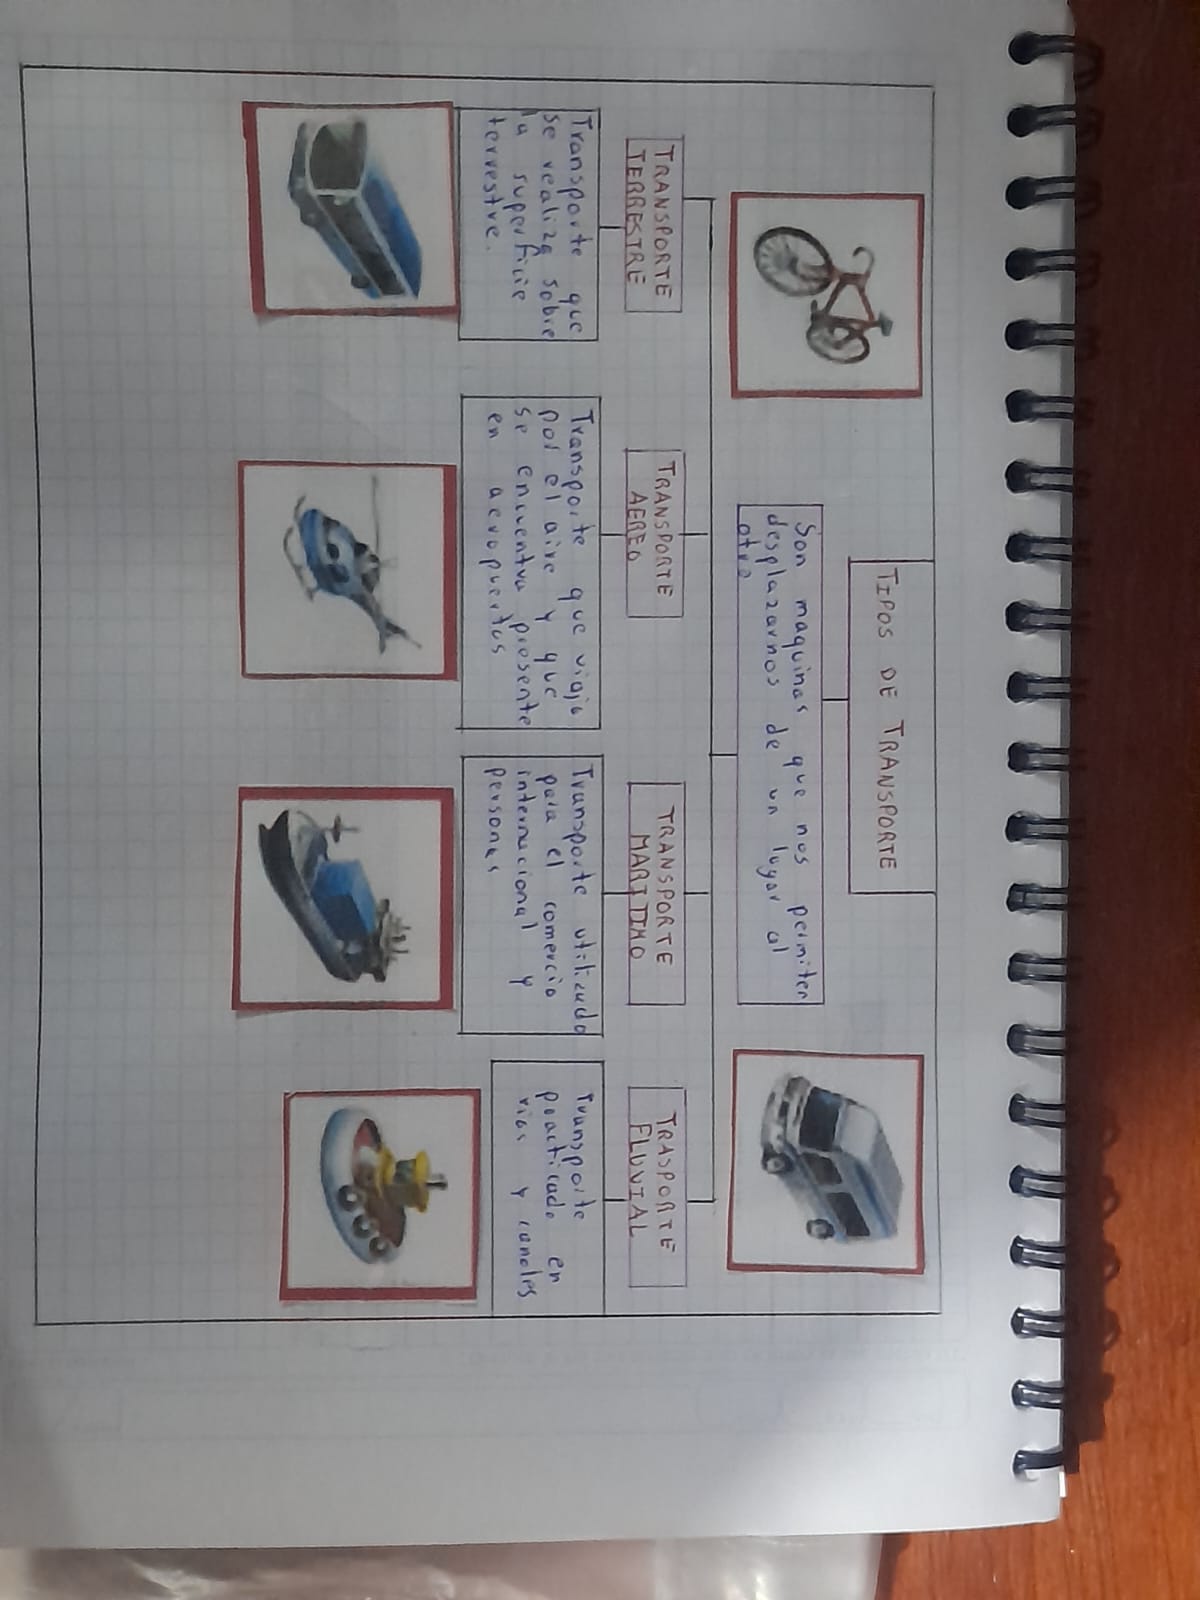 TIPOS DE TRANSPORTE
Son maquinas que nos permiten
desplazarnos de un lugar al
otro
TRANSPORTE
TERRESTRE
Transporte que
se realiza sobre
la superficie
terrestre.
TRANSPORTE
AEREO
Transporte que viaja
por el aire y que
se encuentra presente
en aeropuertos
TRANSPORTE
MARITIMO
Transporte utilizado
para el comercio
internacional y
personas
TRASPORTE
FLUVIAL
Transporte
practicado en
rios y canales